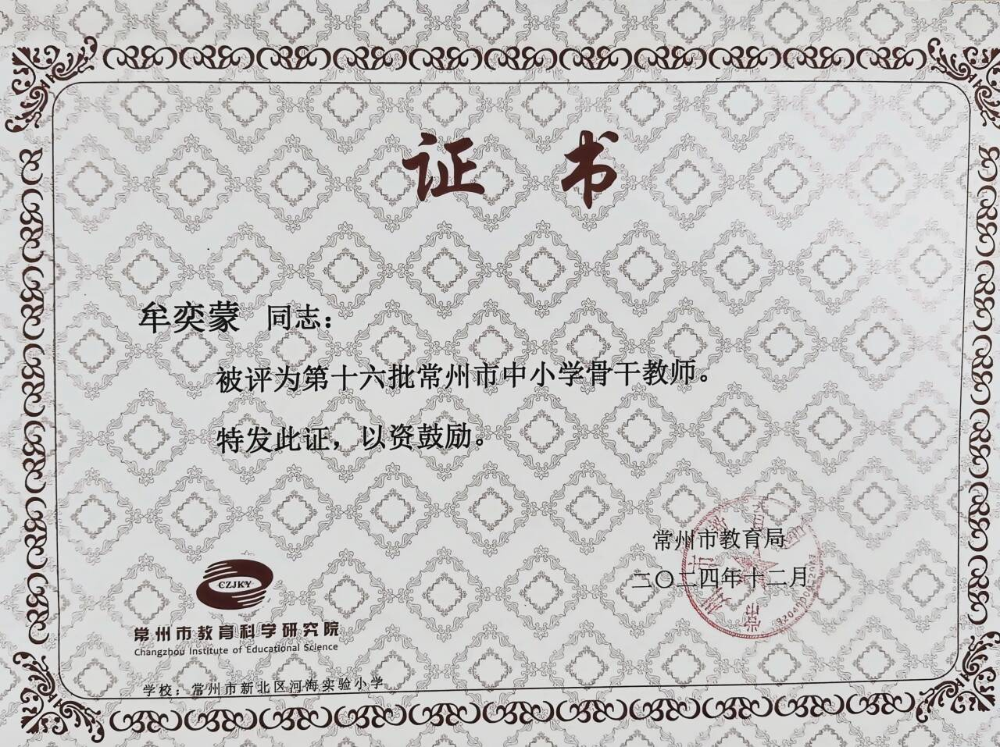 证书
牟奕蒙 同志：
被评为第十六批常州市中小学骨干教师。
特发此证，以资鼓励。
常州市教育局
二〇二四年十二月
CZJKY
常州市教育科学研究院
Changzhou Institute of Educational Science
学校：常州市新北区河海实验小学